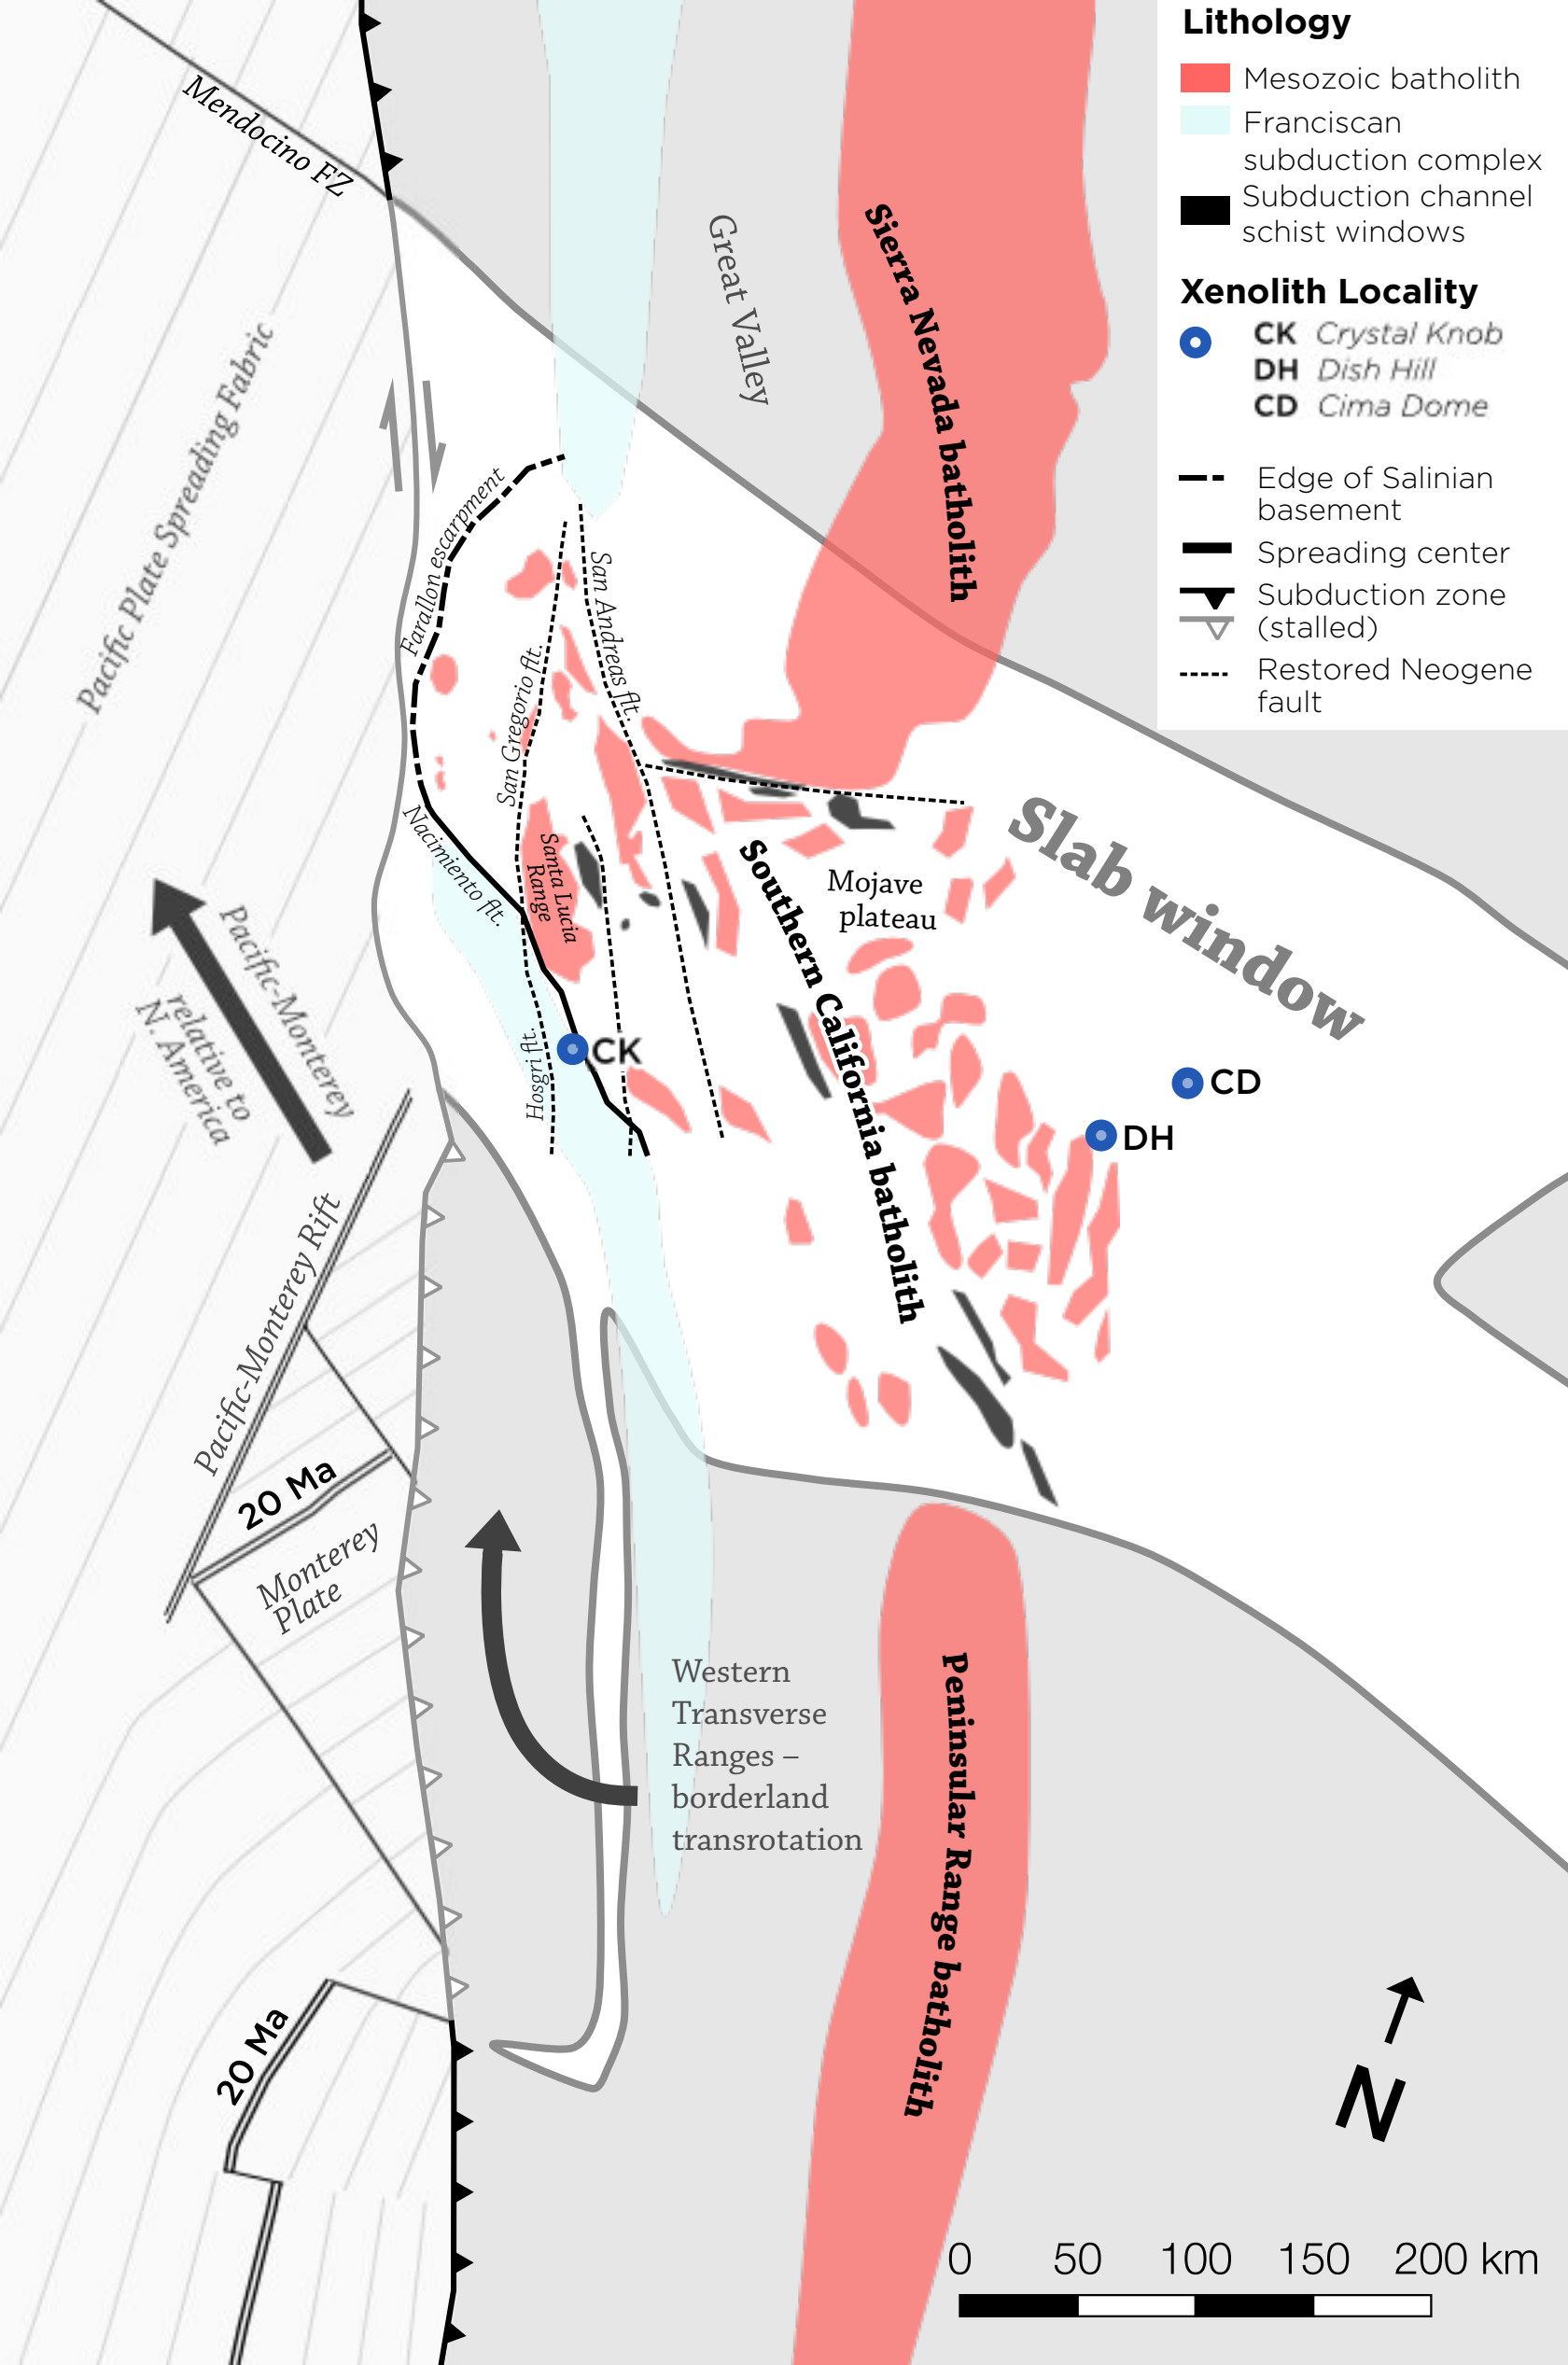 Lithology
Mesozoic batholith
Franciscan
subduction complex
Subduction channel
schist windows
Xenolith Locality
CK Crystal Knob
DH Dish Hill
CD Cima Dome
Edge of Salinian
basement
Spreading center
Subduction zone
(stalled)
Restored Neogene
fault
Mendocino FZ
Great Valley
Sierra Nevada batholith
Pacific Plate Spreading Fabric
Farallon escarpment
San Andreas flt.
San Gregorio flt.
Nacimiento flt.
Santa Lucia
Range
Mojave
plateau
Slab window
Southern California batholith
Pacific-Monterey
relative to
N. America
Hosgri flt.
CK
CD
DH
Pacific-Monterey Rift
20 Ma
Monterey
Plate
Western
Transverse
Ranges –
borderland
transrotation
Peninsular Range batholith
20 Ma
N
0 50 100 150 200 km